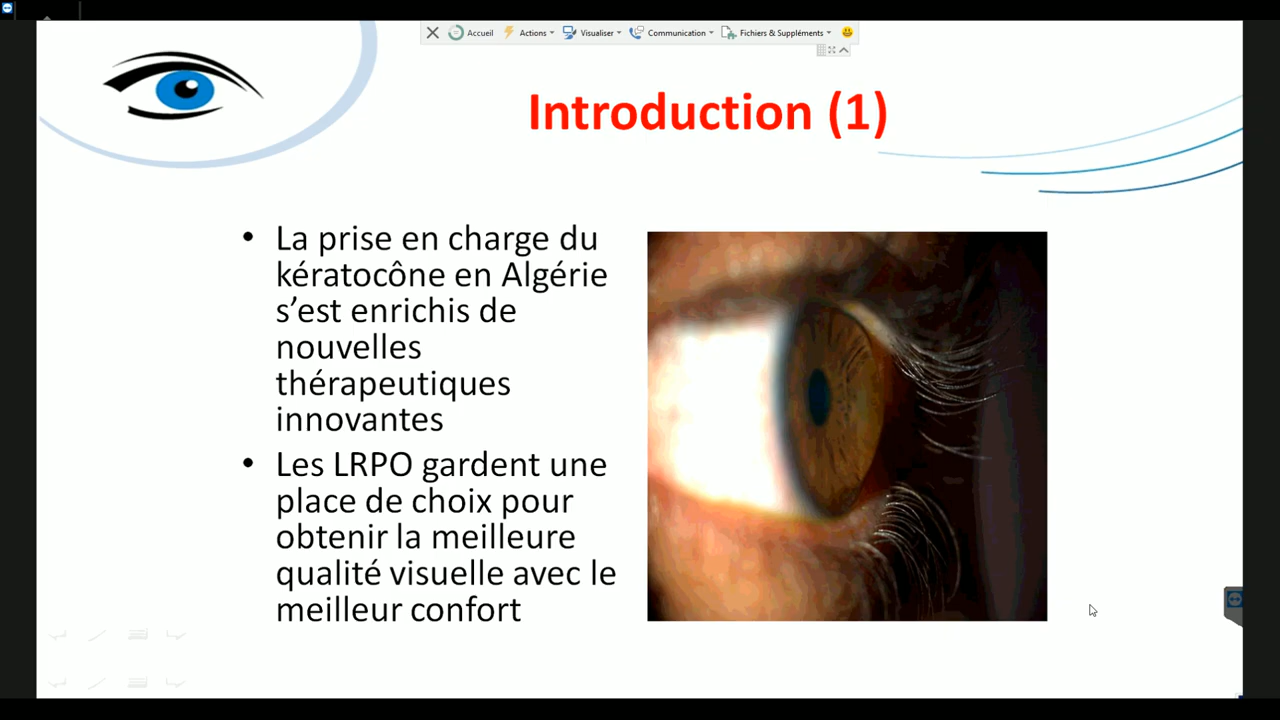 Accueil
Actions
Visualiser
Communication
Fichiers & Suppléments
Introduction (1)
• La prise en charge du
kératocône en Algérie
s’est enrichis de
nouvelles
thérapeutiques
innovantes
• Les LRPO gardent une
place de choix pour
obtenir la meilleure
qualité visuelle avec le
meilleur confort